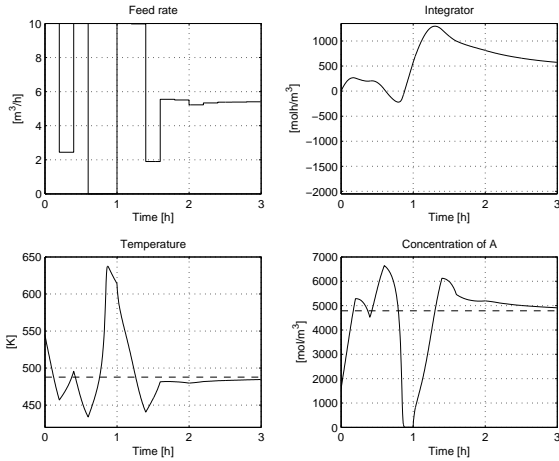 Feed rate
10
8
6
4
2
0
[m³/h]
0 1 2 3
Time [h]
Integrator
1000
500
0
−500
−1000
−1500
−2000
[molh/m³]
0 1 2 3
Time [h]
Temperature
650
600
550
500
450
[K]
0 1 2 3
Time [h]
Concentration of A
7000
6000
5000
4000
3000
2000
1000
0
[mol/m³]
0 1 2 3
Time [h]